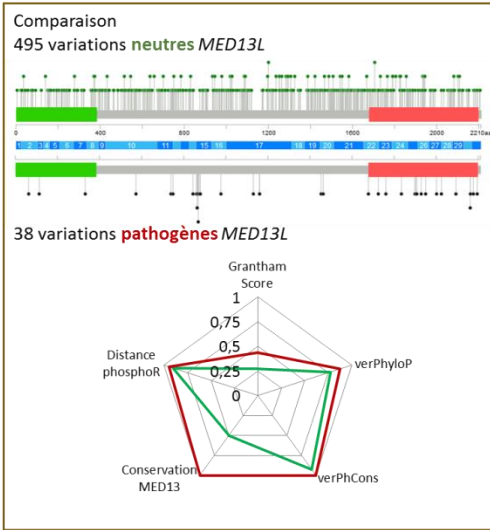 Comparaison
495 variations neutres MED13L
0 400 800 1200 1600 2000 2210aa
1 2 3 4 5 6 7 8 9 10 11 15 16 17 18 19 20 21 22 23 24 26 27 28 29
38 variations pathogènes MED13L
Grantham
Score
1
0,75
0,5
0,25
0
Distance
phosphoR
verPhyloP
Conservation
MED13
verPhCons